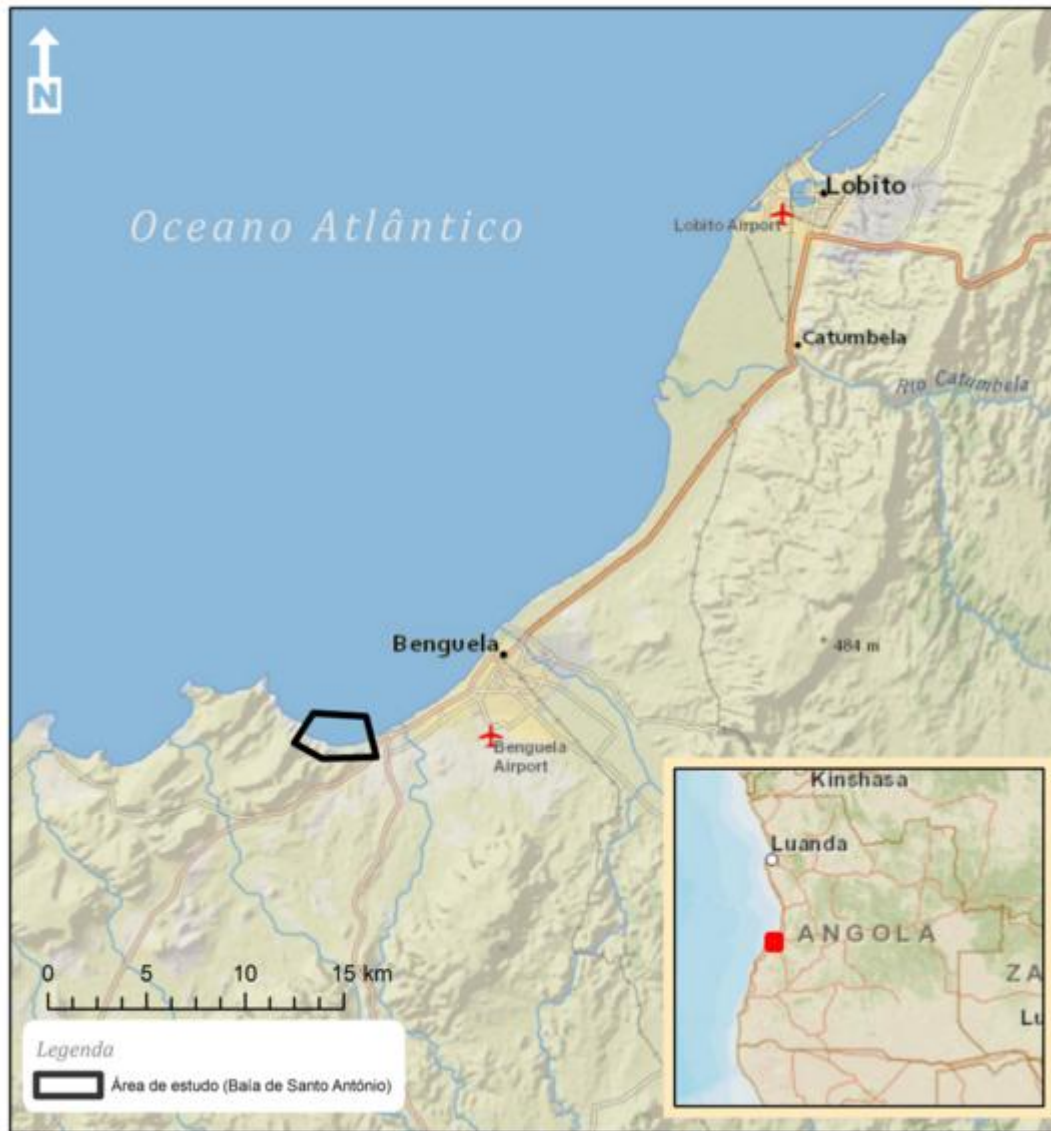 N
Lobito
Lobito Airport
Oceano Atlântico
Catumbela
Rio Catumbela
Benguela
484 m
Benguela
Airport
Kinshasa
Luanda
ANGOLA
ZA
Lu
0 5 10 15 km
Legenda
Área de estudo (Baía de Santo António)